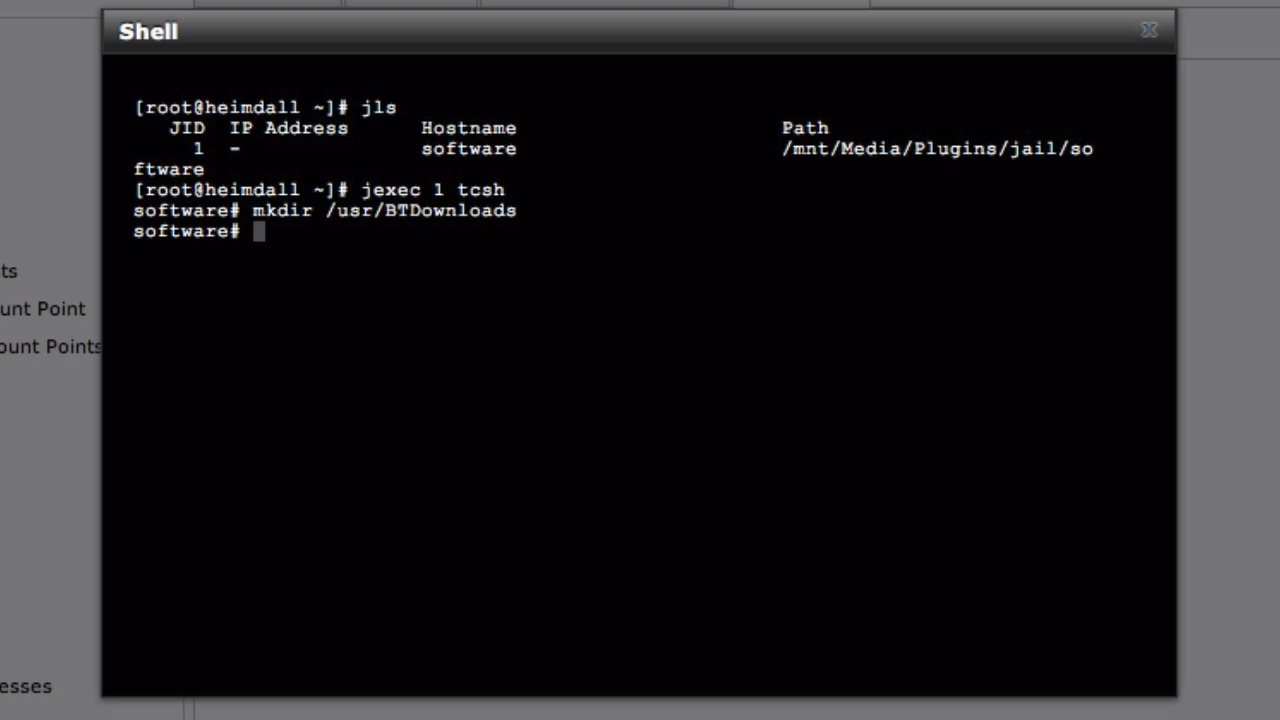 Shell
[root@heimdall ~]# jls
JID IP Address Hostname Path
1 - software /mnt/Media/Plugins/jail/so
ftware
[root@heimdall ~]# jexec 1 tcsh
software# mkdir /usr/BTDownloads
software#
ts
unt Point
ount Points
esses